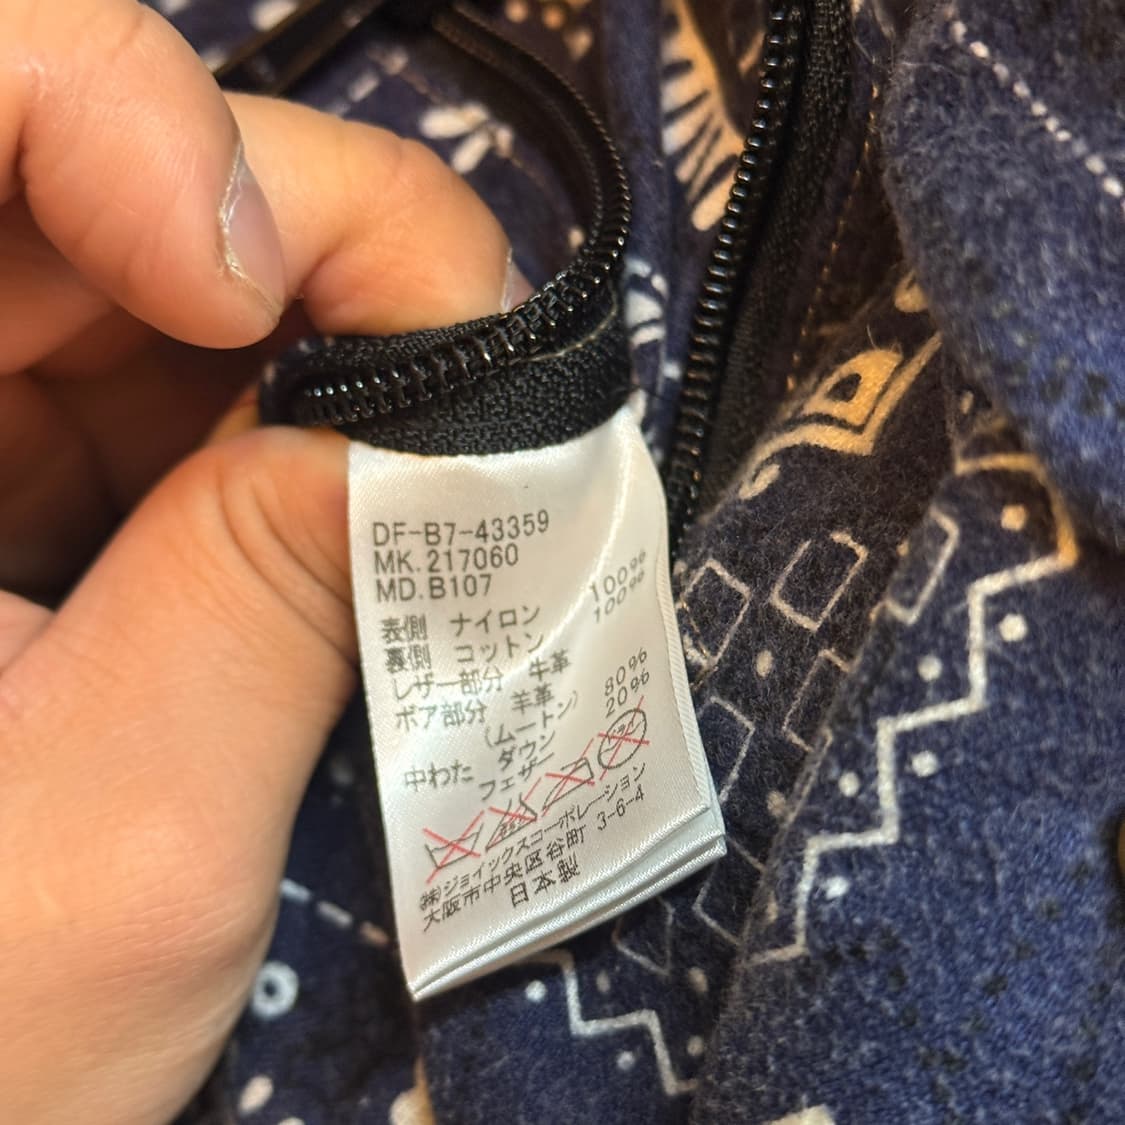 DF-B7-43359
MK.217060
MD.B107
表側 ナイロン 100%
裏側 コットン 100%
レザー部分 牛革
ボア部分 羊革
(ムートン)
中わた ダウン 80%
フェザー 20%
㈱ジョイックスコーポレーション
大阪市中央区谷町 3-6-4
日本製